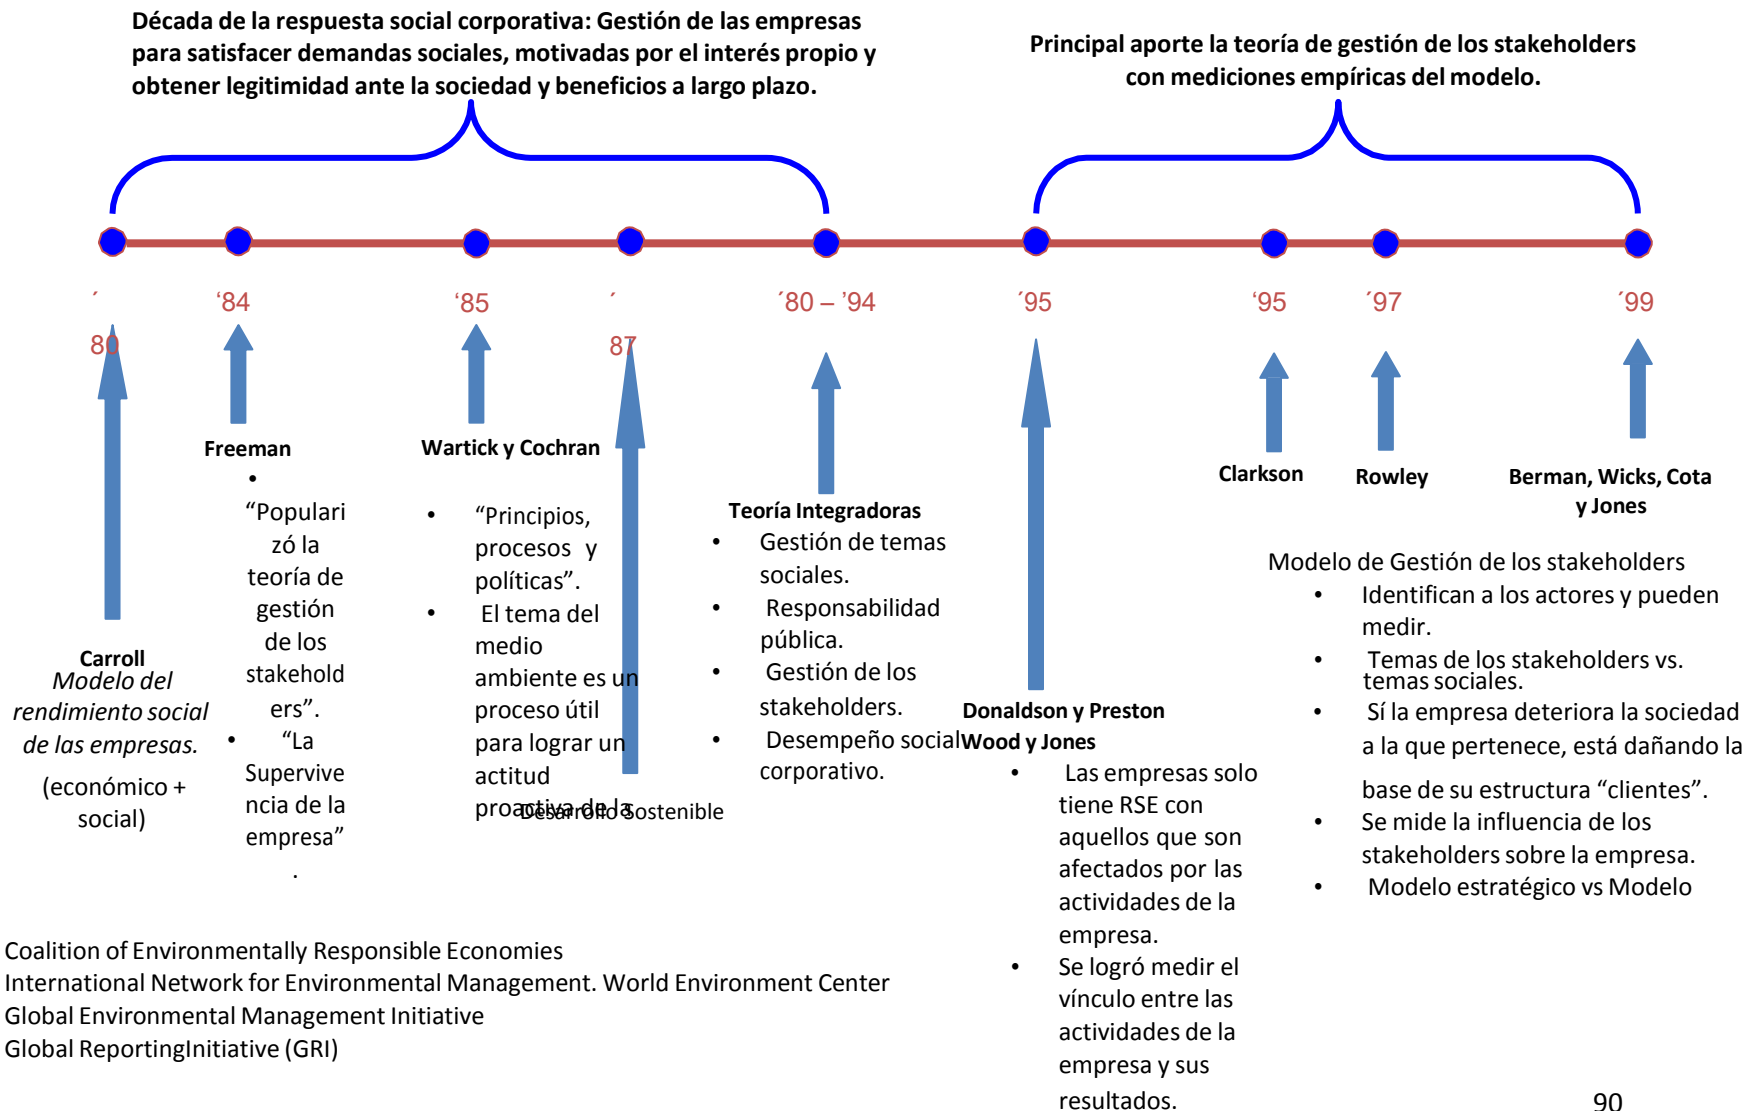 Década de la respuesta social corporativa: Gestión de las empresas
para satisfacer demandas sociales, motivadas por el interés propio y
obtener legitimidad ante la sociedad y beneficios a largo plazo.
Principal aporte la teoría de gestión de los stakeholders
con mediciones empíricas del modelo.
´
80
‘84
‘85
´
87
´80 – ’94
´95
‘95
´97
´99
Carroll
Modelo del
rendimiento social
de las empresas.
(económico +
social)
Freeman
•
“Populari
zó la
teoría de
gestión
de los
stakehold
ers”.
• “La
Supervive
ncia de la
empresa”
.
Wartick y Cochran
• “Principios,
procesos y
políticas”.
• El tema del
medio
ambiente es un
proceso útil
para lograr un
actitud
proactiva de la
Desarrollo Sostenible
Teoría Integradoras
• Gestión de temas
sociales.
• Responsabilidad
pública.
• Gestión de los
stakeholders.
• Desempeño social
corporativo.
Donaldson y Preston
Wood y Jones
• Las empresas solo
tiene RSE con
aquellos que son
afectados por las
actividades de la
empresa.
• Se logró medir el
vínculo entre las
actividades de la
empresa y sus
resultados.
Clarkson
Rowley
Berman, Wicks, Cota
y Jones
Modelo de Gestión de los stakeholders
• Identifican a los actores y pueden
medir.
• Temas de los stakeholders vs.
temas sociales.
• Sí la empresa deteriora la sociedad
a la que pertenece, está dañando la
base de su estructura “clientes”.
• Se mide la influencia de los
stakeholders sobre la empresa.
• Modelo estratégico vs Modelo
Coalition of Environmentally Responsible Economies
International Network for Environmental Management. World Environment Center
Global Environmental Management Initiative
Global ReportingInitiative (GRI)
90